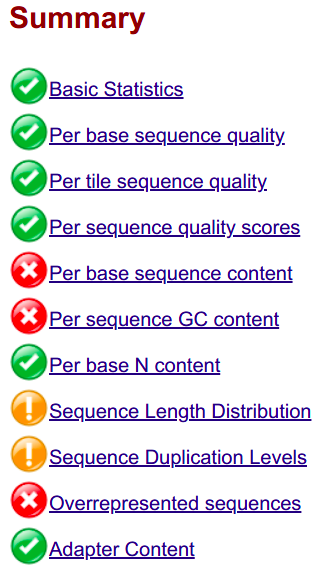 Summary
Basic Statistics
Per base sequence quality
Per tile sequence quality
Per sequence quality scores
Per base sequence content
Per sequence GC content
Per base N content
Sequence Length Distribution
Sequence Duplication Levels
Overrepresented sequences
Adapter Content